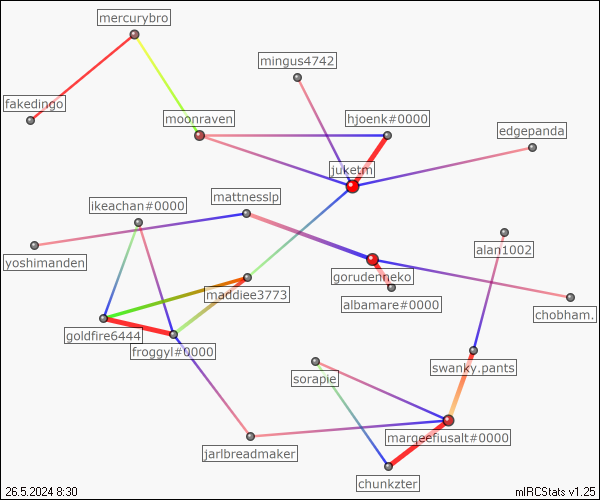 mercurybro
mingus4742
fakedingo
moonraven
hjoenk#0000
edgepanda
juketm
mattnesslp
ikeachan#0000
alan1002
yoshimanden
gorudenneko
maddiee3773
albamare#0000
chobham.
goldfire6444
froggyl#0000
swanky.pants
sorapie
marqeefiusalt#0000
jarlbreadmaker
chunkzter
26.5.2024 8:30
mIRCStats v1.25